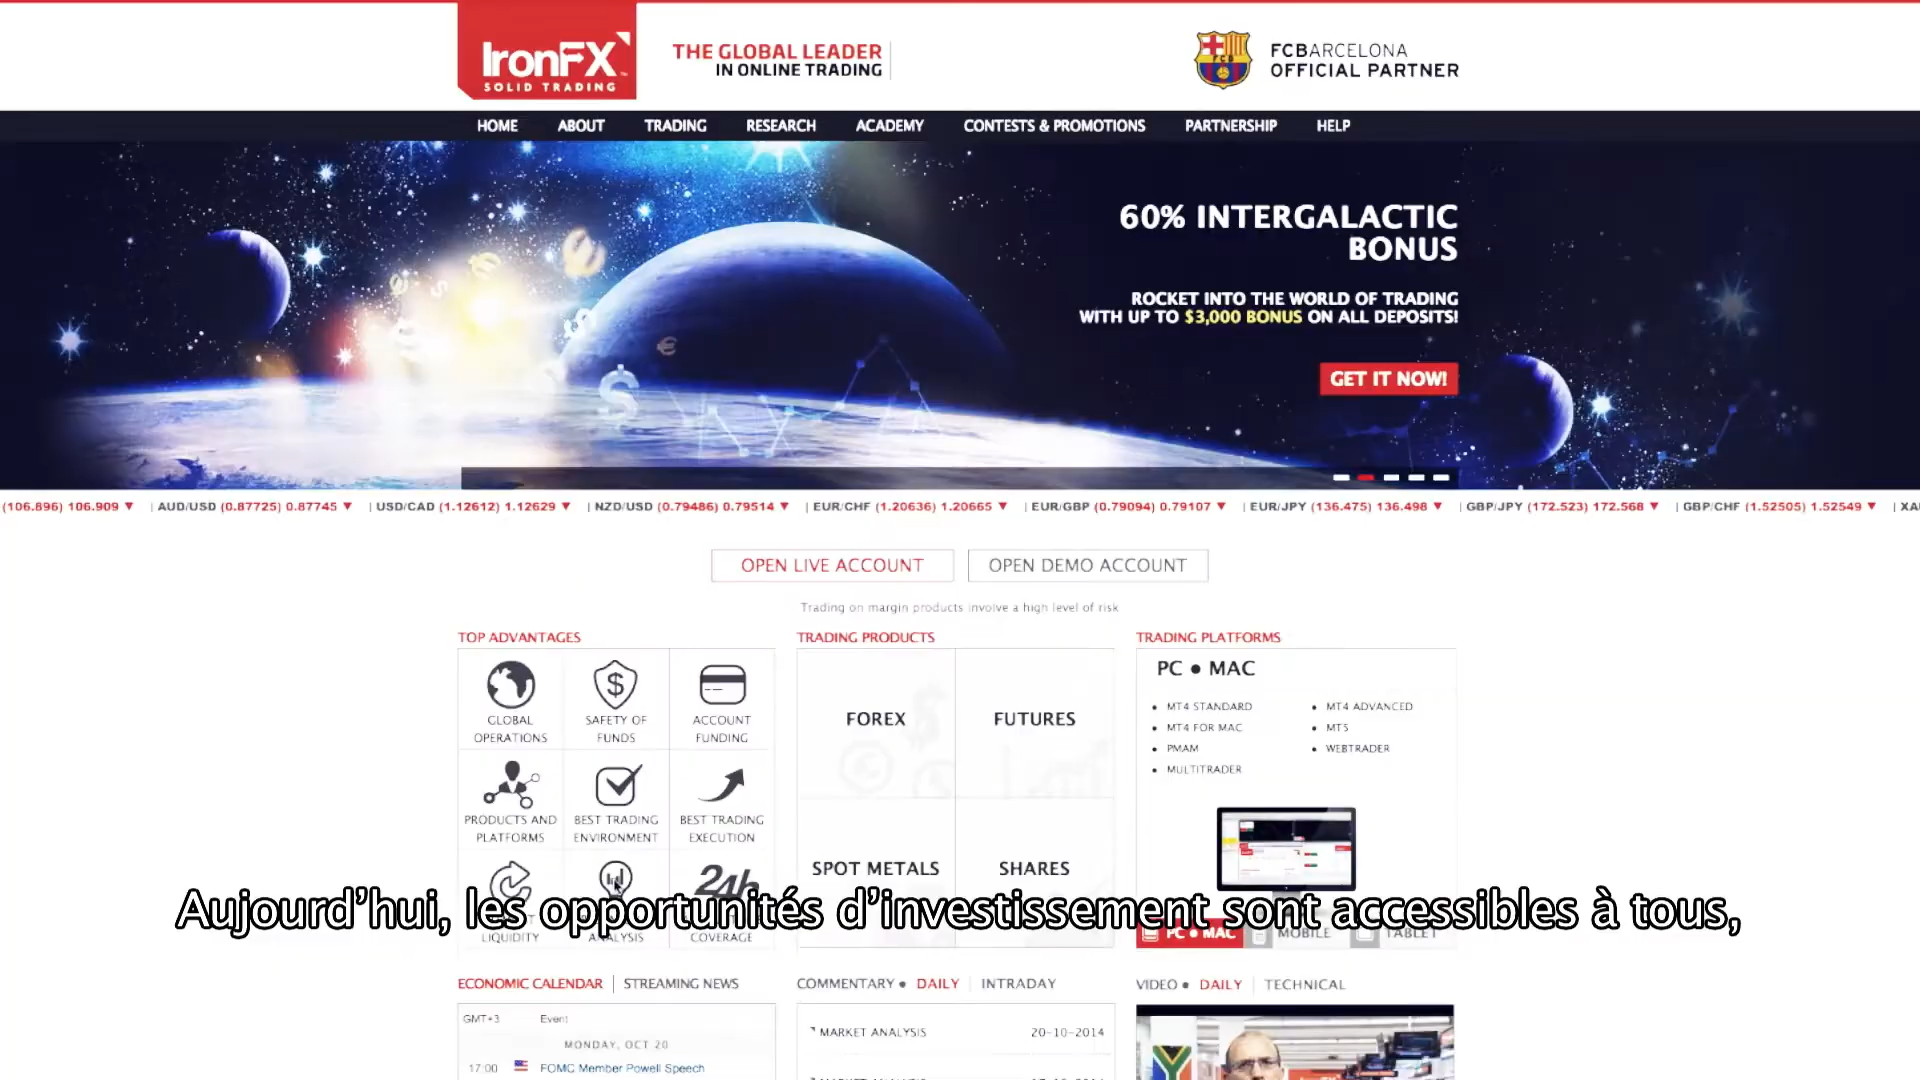 IronFX
SOLID TRADING
THE GLOBAL LEADER
IN ONLINE TRADING
FCB
FCBARCELONA
OFFICIAL PARTNER
HOME ABOUT TRADING RESEARCH ACADEMY CONTESTS & PROMOTIONS PARTNERSHIP HELP
60% INTERGALACTIC
BONUS
ROCKET INTO THE WORLD OF TRADING
WITH UP TO $3,000 BONUS ON ALL DEPOSITS!
GET IT NOW!
(106.896) 106.909 ▼ | AUD/USD (0.87725) 0.87745 ▼ | USD/CAD (1.12612) 1.12629 ▼ | NZD/USD (0.79486) 0.79514 ▼ | EUR/CHF (1.20636) 1.20665 ▼ | EUR/GBP (0.79094) 0.79107 ▼ | EUR/JPY (136.475) 136.498 ▼ | GBP/JPY (172.523) 172.568 ▼ | GBP/CHF (1.52505) 1.52549 ▼ | XA
OPEN LIVE ACCOUNT OPEN DEMO ACCOUNT
Trading on margin products involve a high level of risk
TOP ADVANTAGES
GLOBAL
OPERATIONS
SAFETY OF
FUNDS
ACCOUNT
FUNDING
PRODUCTS AND
PLATFORMS
BEST TRADING
ENVIRONMENT
BEST TRADING
EXECUTION
24h
LIQUIDITY
ANALYSIS
COVERAGE
TRADING PRODUCTS
FOREX FUTURES
SPOT METALS SHARES
TRADING PLATFORMS
PC ● MAC
• MT4 STANDARD
• MT4 FOR MAC
• PMAM
• MULTITRADER
• MT4 ADVANCED
• MT5
• WEBTRADER
PC ● MAC MOBILE TABLET
Aujourd’hui, les opportunités d’investissement sont accessibles à tous,
ECONOMIC CALENDAR | STREAMING NEWS
GMT+3 Event
MONDAY, OCT 20
17:00 FOMC Member Powell Speech
COMMENTARY ● DAILY | INTRADAY
MARKET ANALYSIS 20-10-2014
VIDEO ● DAILY | TECHNICAL